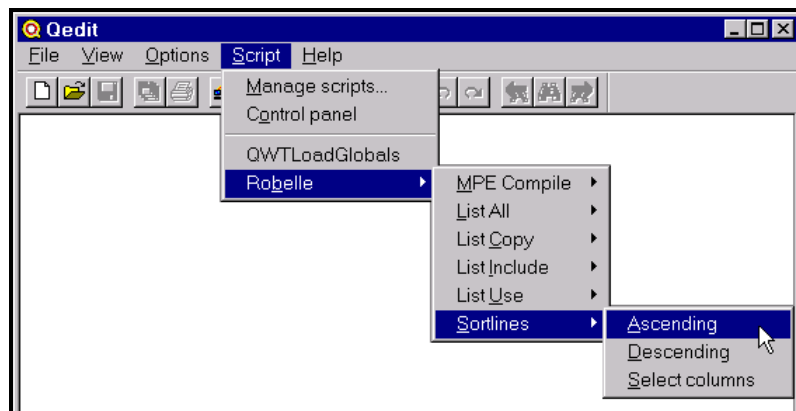 Qedit
File View Options Script Help
Manage scripts...
Control panel
QWTLoadGlobals
Robelle
MPE Compile
List All
List Copy
List Include
List Use
Sortlines
Ascending
Descending
Select columns